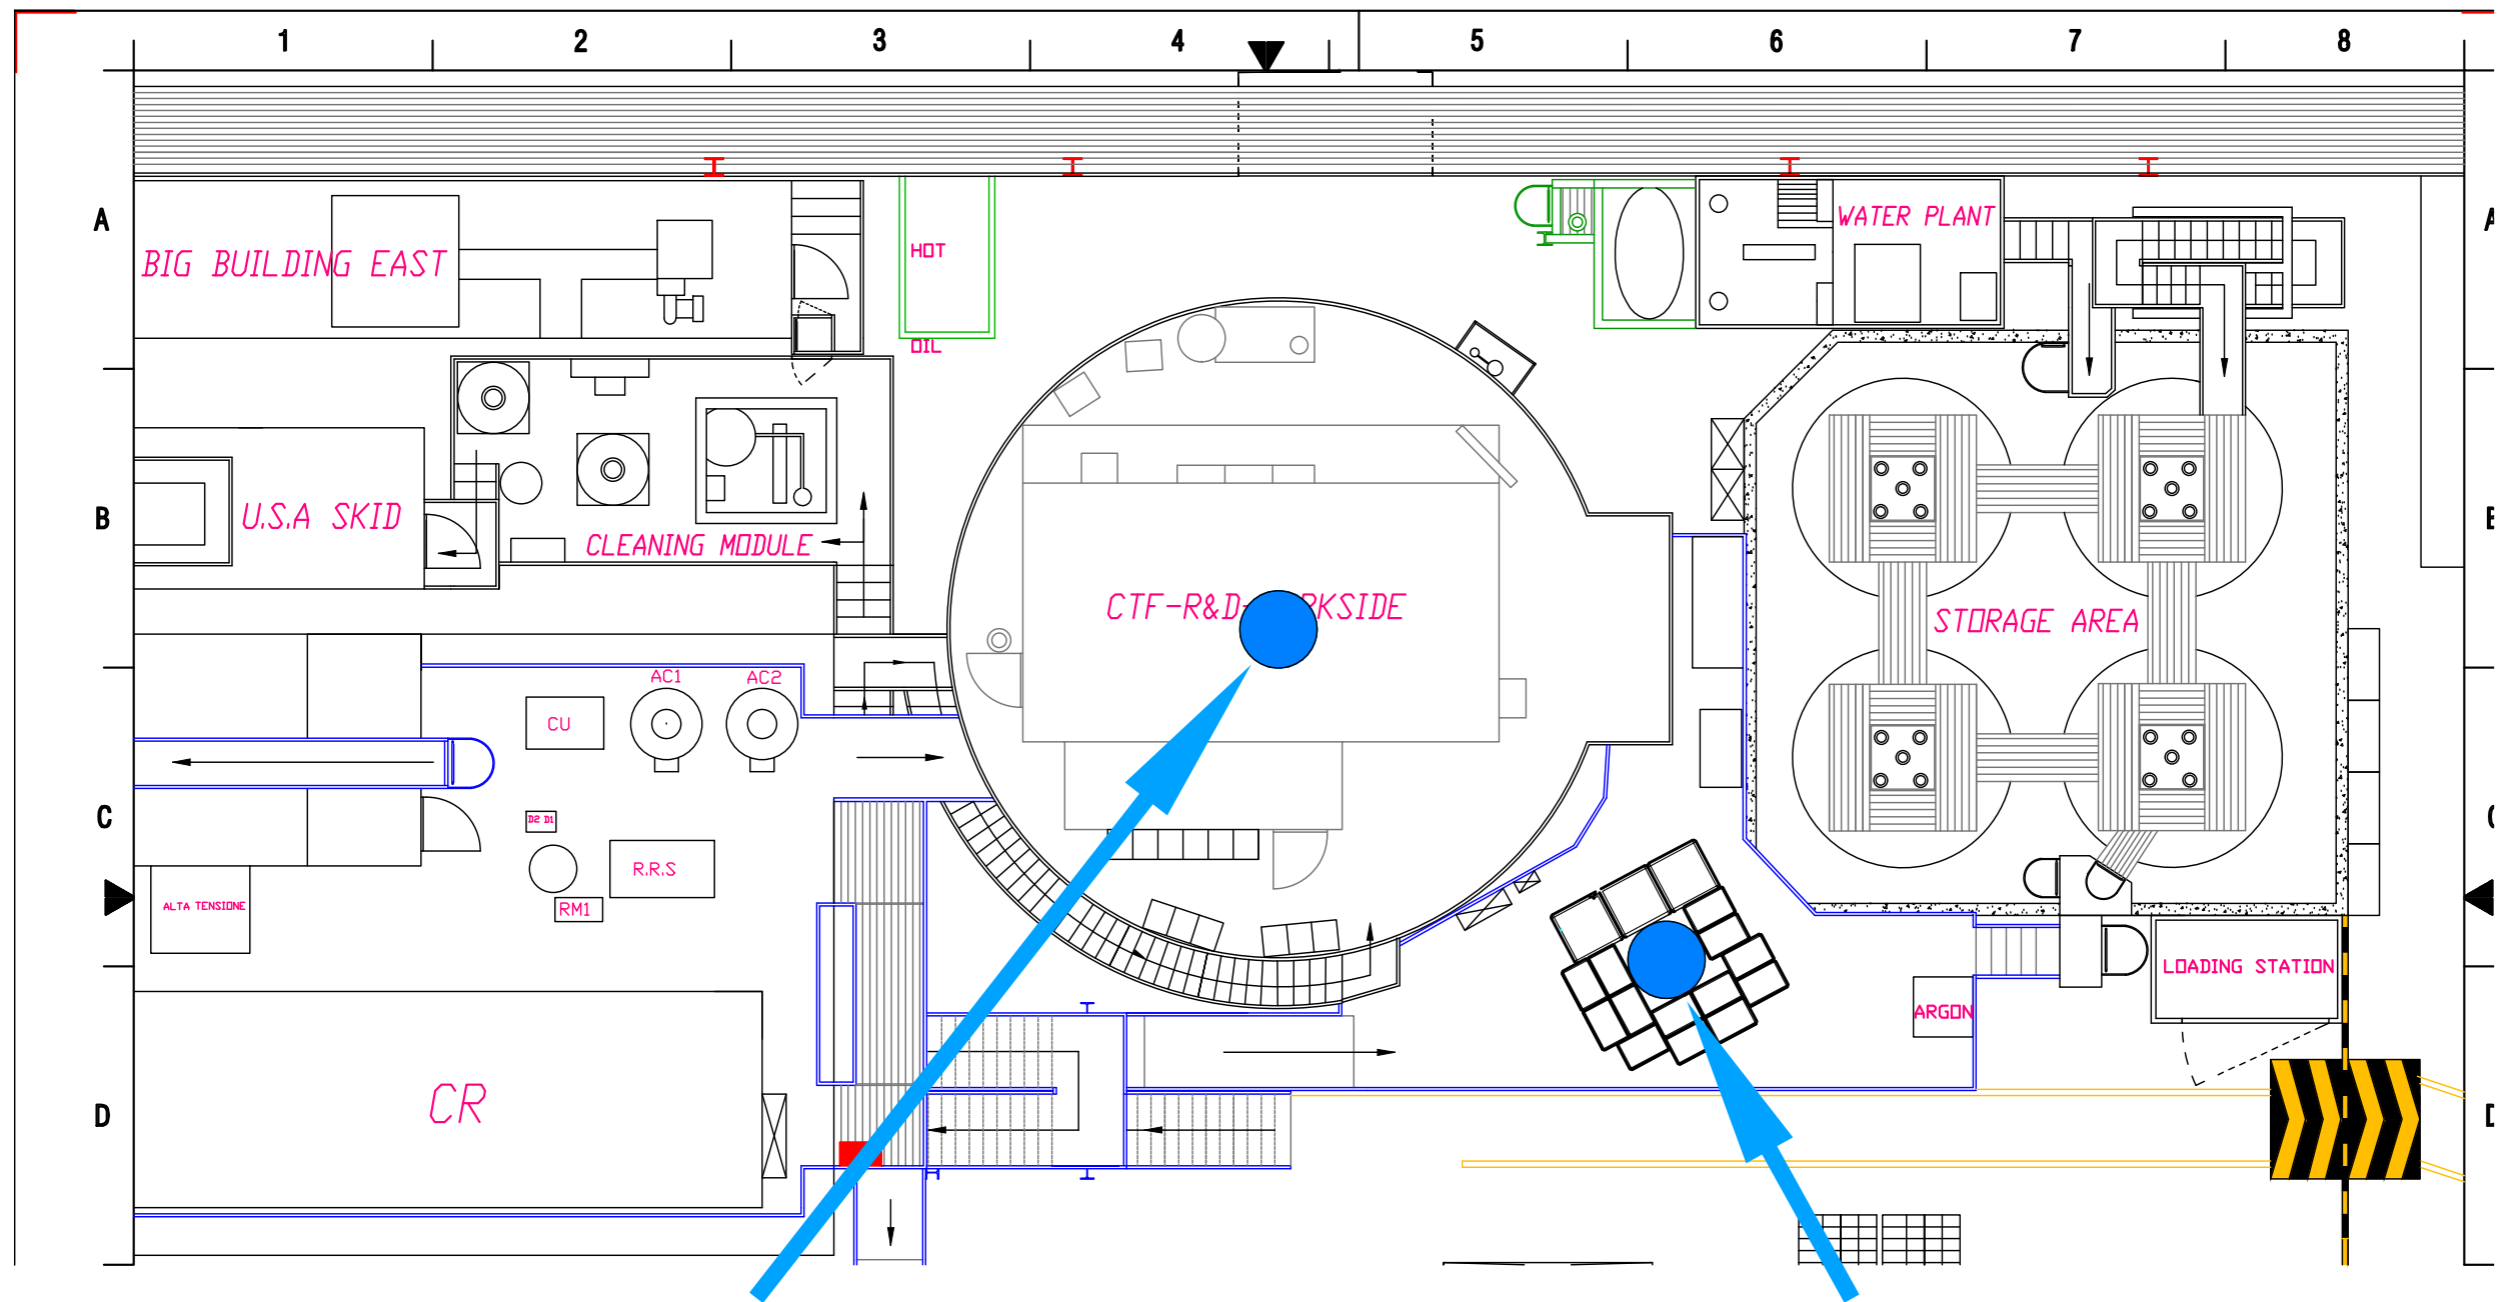 1 2 3 4 5 6 7 8
A
BIG BUILDING EAST
HOT
OIL
WATER PLANT
A
B
U.S.A SKID
CLEANING MODULE
CTF-R&D- RKSIDE
STORAGE AREA
AC1
AC2
CU
C
D2 D1
R.R.S
RM1
ALTA TENSIONE
LOADING STATION
ARGON
D
CR